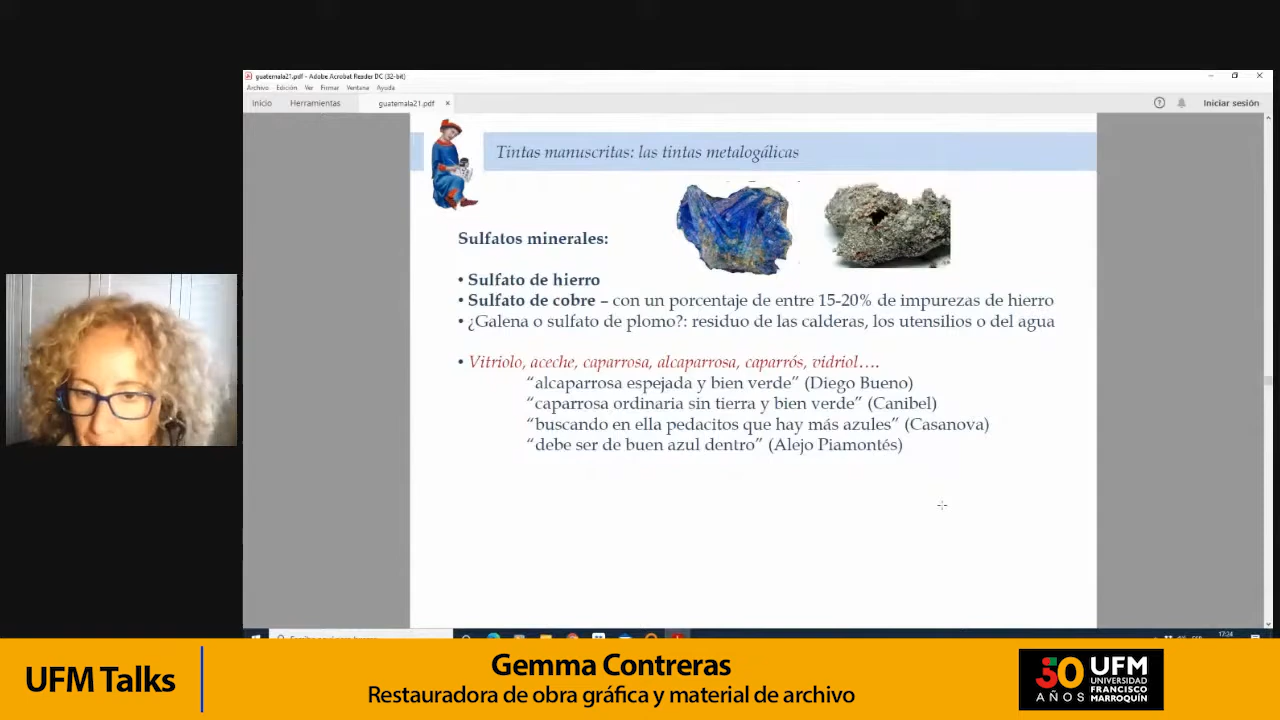 guatemala21.pdf - Adobe Acrobat Reader DC (32-bit)
Archivo Edición Ver Firmar Ventana Ayuda
Inicio Herramientas guatemala21.pdf × Iniciar sesión
Tintas manuscritas: las tintas metalogálicas
Sulfatos minerales:
• Sulfato de hierro
• Sulfato de cobre – con un porcentaje de entre 15-20% de impurezas de hierro
• ¿Galena o sulfato de plomo?: residuo de las calderas, los utensilios o del agua
• Vitriolo, aceche, caparrosa, alcaparrosa, caparrós, vidriol….
“alcaparrosa espejada y bien verde” (Diego Bueno)
“caparrosa ordinaria sin tierra y bien verde” (Canibel)
“buscando en ella pedacitos que hay más azules” (Casanova)
“debe ser de buen azul dentro” (Alejo Piamontés)
17:24
UFM Talks
Gemma Contreras
Restauradora de obra gráfica y material de archivo
50 AÑOS
UFM
UNIVERSIDAD
FRANCISCO
MARROQUÍN